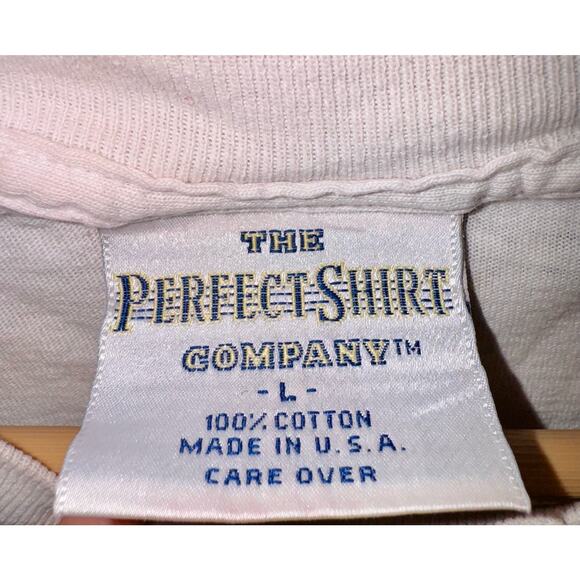 THE
PERFECT-SHIRT
COMPANY™
- L -
100% COTTON
MADE IN U.S.A.
CARE OVER